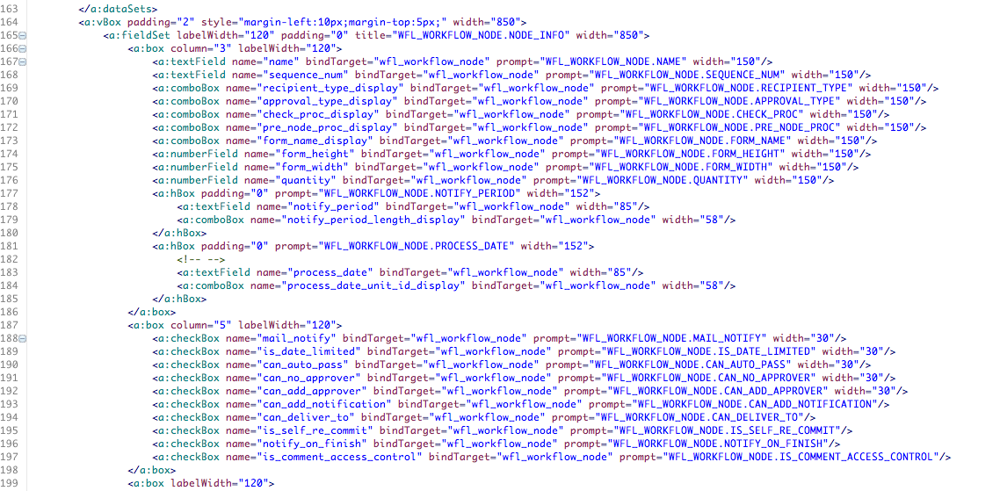 163 </a:dataSets>
164 <a:vBox padding="2" style="margin-left:10px;margin-top:5px;" width="850">
165 <a:fieldSet labelWidth="120" padding="0" title="WFL_WORKFLOW_NODE.NODE_INFO" width="850">
166 <a:box column="3" labelWidth="120">
167 <a:textField name="name" bindTarget="wfl_workflow_node" prompt="WFL_WORKFLOW_NODE.NAME" width="150"/>
168 <a:textField name="sequence_num" bindTarget="wfl_workflow_node" prompt="WFL_WORKFLOW_NODE.SEQUENCE_NUM" width="150"/>
169 <a:comboBox name="recipient_type_display" bindTarget="wfl_workflow_node" prompt="WFL_WORKFLOW_NODE.RECIPIENT_TYPE" width="150"/>
170 <a:comboBox name="approval_type_display" bindTarget="wfl_workflow_node" prompt="WFL_WORKFLOW_NODE.APPROVAL_TYPE" width="150"/>
171 <a:comboBox name="check_proc_display" bindTarget="wfl_workflow_node" prompt="WFL_WORKFLOW_NODE.CHECK_PROC" width="150"/>
172 <a:comboBox name="pre_node_proc_display" bindTarget="wfl_workflow_node" prompt="WFL_WORKFLOW_NODE.PRE_NODE_PROC" width="150"/>
173 <a:comboBox name="form_name_display" bindTarget="wfl_workflow_node" prompt="WFL_WORKFLOW_NODE.FORM_NAME" width="150"/>
174 <a:numberField name="form_height" bindTarget="wfl_workflow_node" prompt="WFL_WORKFLOW_NODE.FORM_HEIGHT" width="150"/>
175 <a:numberField name="form_width" bindTarget="wfl_workflow_node" prompt="WFL_WORKFLOW_NODE.FORM_WIDTH" width="150"/>
176 <a:numberField name="quantity" bindTarget="wfl_workflow_node" prompt="WFL_WORKFLOW_NODE.QUANTITY" width="150"/>
177 <a:hBox padding="0" prompt="WFL_WORKFLOW_NODE.NOTIFY_PERIOD" width="152">
178 <a:textField name="notify_period" bindTarget="wfl_workflow_node" width="85"/>
179 <a:comboBox name="notify_period_length_display" bindTarget="wfl_workflow_node" width="58"/>
180 </a:hBox>
181 <a:hBox padding="0" prompt="WFL_WORKFLOW_NODE.PROCESS_DATE" width="152">
182 <!-- -->
183 <a:textField name="process_date" bindTarget="wfl_workflow_node" width="85"/>
184 <a:comboBox name="process_date_unit_id_display" bindTarget="wfl_workflow_node" width="58"/>
185 </a:hBox>
186 </a:box>
187 <a:box column="5" labelWidth="120">
188 <a:checkBox name="mail_notify" bindTarget="wfl_workflow_node" prompt="WFL_WORKFLOW_NODE.MAIL_NOTIFY" width="30"/>
189 <a:checkBox name="is_date_limited" bindTarget="wfl_workflow_node" prompt="WFL_WORKFLOW_NODE.IS_DATE_LIMITED" width="30"/>
190 <a:checkBox name="can_auto_pass" bindTarget="wfl_workflow_node" prompt="WFL_WORKFLOW_NODE.CAN_AUTO_PASS" width="30"/>
191 <a:checkBox name="can_no_approver" bindTarget="wfl_workflow_node" prompt="WFL_WORKFLOW_NODE.CAN_NO_APPROVER" width="30"/>
192 <a:checkBox name="can_add_approver" bindTarget="wfl_workflow_node" prompt="WFL_WORKFLOW_NODE.CAN_ADD_APPROVER" width="30"/>
193 <a:checkBox name="can_add_notification" bindTarget="wfl_workflow_node" prompt="WFL_WORKFLOW_NODE.CAN_ADD_NOTIFICATION"/>
194 <a:checkBox name="can_deliver_to" bindTarget="wfl_workflow_node" prompt="WFL_WORKFLOW_NODE.CAN_DELIVER_TO"/>
195 <a:checkBox name="is_self_re_commit" bindTarget="wfl_workflow_node" prompt="WFL_WORKFLOW_NODE.IS_SELF_RE_COMMIT"/>
196 <a:checkBox name="notify_on_finish" bindTarget="wfl_workflow_node" prompt="WFL_WORKFLOW_NODE.NOTIFY_ON_FINISH"/>
197 <a:checkBox name="is_comment_access_control" bindTarget="wfl_workflow_node" prompt="WFL_WORKFLOW_NODE.IS_COMMENT_ACCESS_CONTROL"/>
198 </a:box>
199 <a:box labelWidth="120">